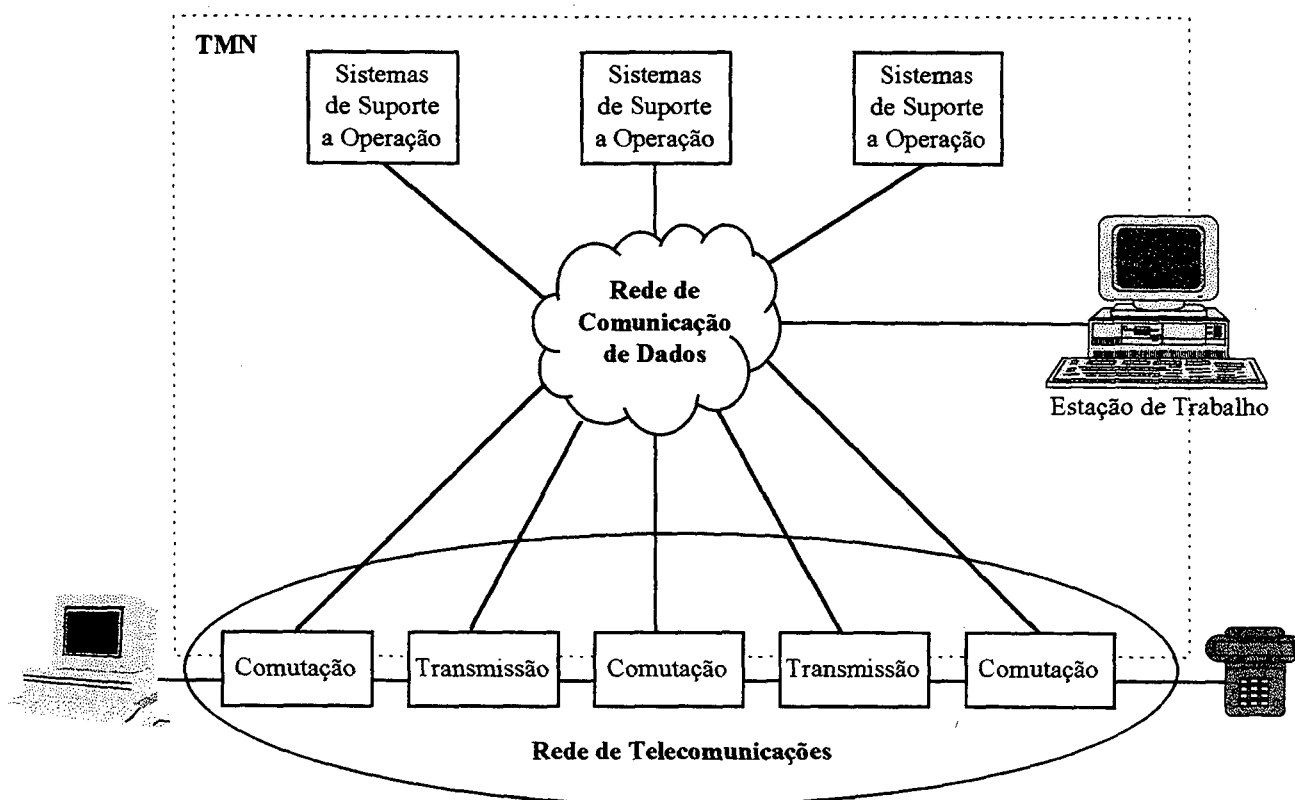 TMN
Sistemas
de Suporte
a Operação
Sistemas
de Suporte
a Operação
Sistemas
de Suporte
a Operação
Rede de
Comunicação
de Dados
Estação de Trabalho
Comutação
Transmissão
Comutação
Transmissão
Comutação
Rede de Telecomunicações